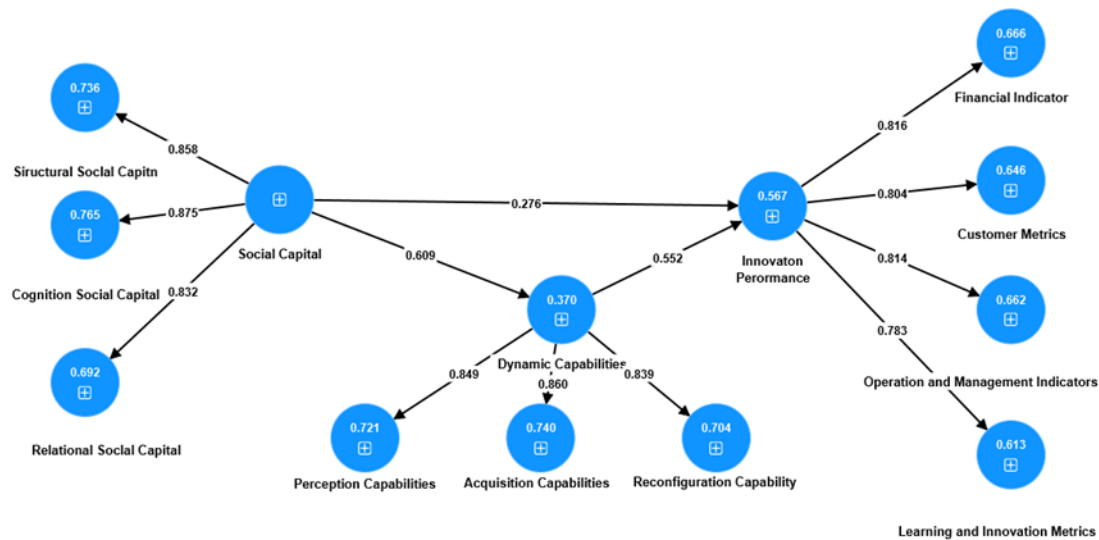 0.666
Financial Indicator
0.736
0.816
0.858
Siructural Soclal Capitn
0.646
0.804
Customer Metrics
0.567
0.276
Innovaton
Perormance
0.765
0.875
Social Capital
Cognition Social Capital
0.609
0.552
0.814
0.832
0.662
0.370
0.783
Dynamic Capabilities
Operation and Management Indicators
0.692
0.849
0.860
0.839
Relational Soclal Capital
0.721
0.740
0.704
0.613
Perception Capabilities
Acquisition Capabilities
Reconfiguration Capability
Learning and Innovation Metrics